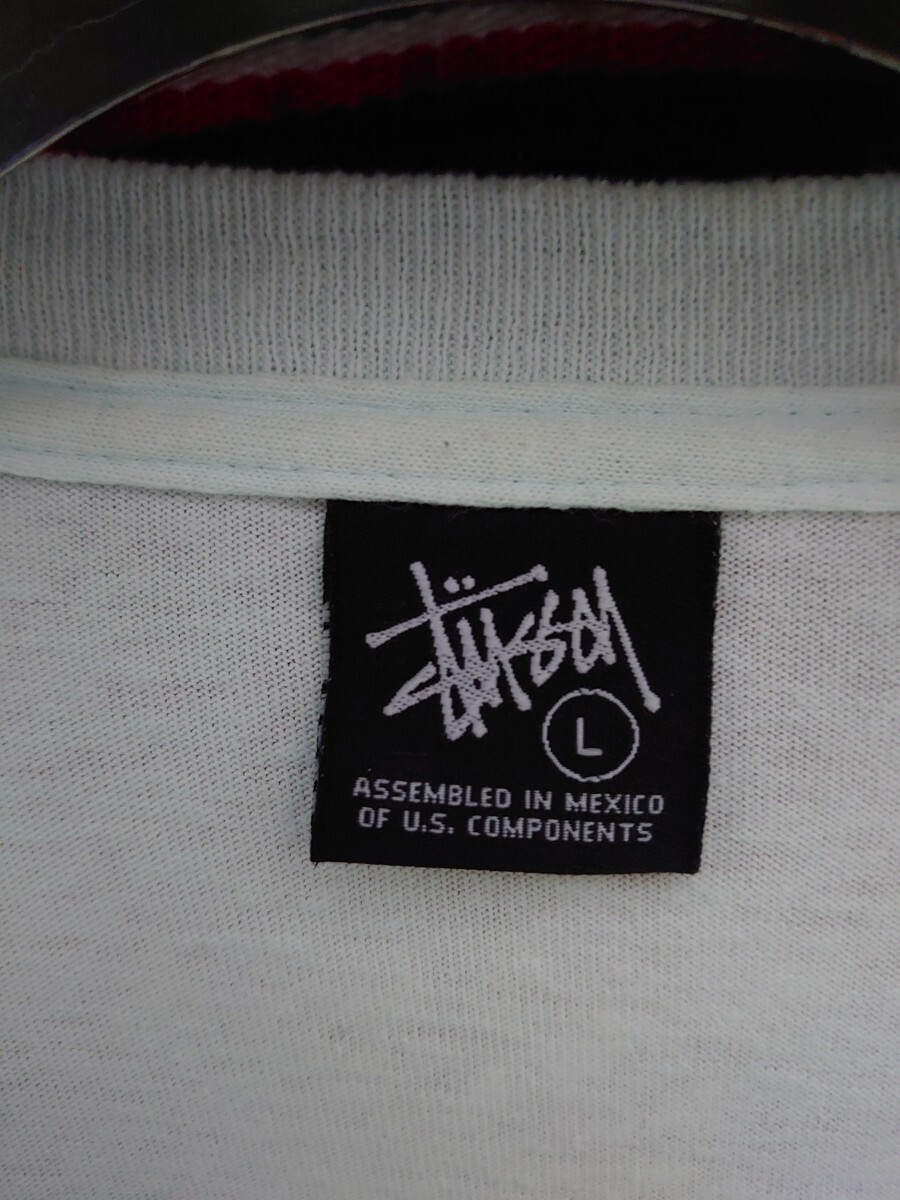 Stüssy
L
ASSEMBLED IN MEXICO
OF U.S. COMPONENTS